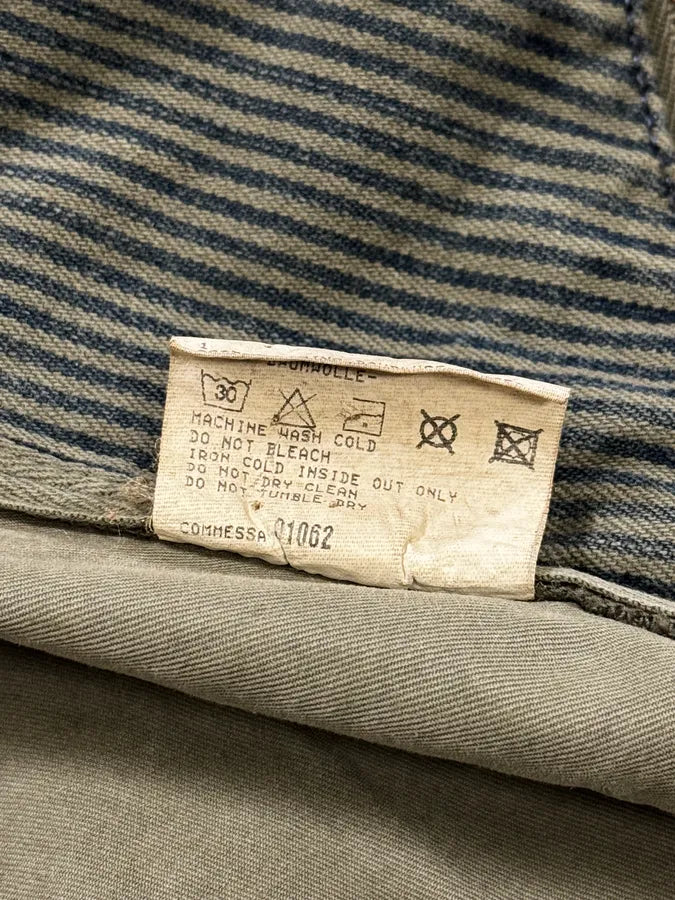 BAUMWOLLE-
30
MACHINE WASH COLD
DO NOT BLEACH
IRON COLD INSIDE OUT ONLY
DO NOT DRY CLEAN
DO NOT TUMBLE DRY
COMMESSA 01062